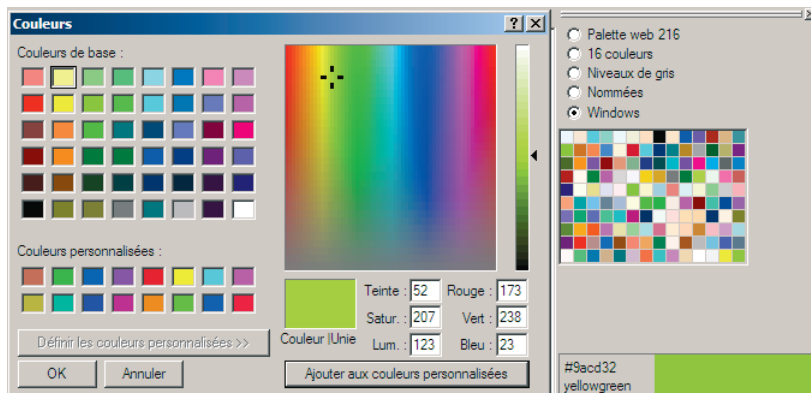 Couleurs
Couleurs de base :
Couleurs personnalisées :
Définir les couleurs personnalisées >>
OK
Annuler
Couleur |Unie
Teinte : 52
Satur. : 207
Lum. : 123
Rouge : 173
Vert : 238
Bleu : 23
Ajouter aux couleurs personnalisées
Palette web 216
16 couleurs
Niveaux de gris
Nommées
Windows
#9acd32
yellowgreen